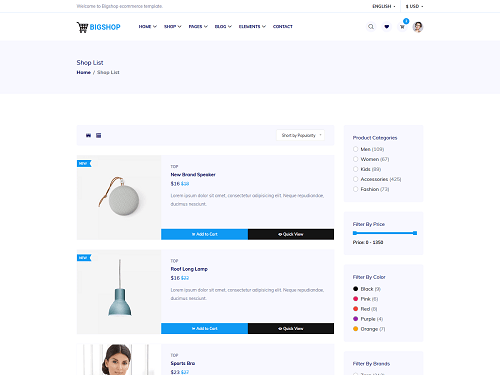 Welcome to Bigshop ecommerce template.
ENGLISH
$ USD
BIGSHOP
HOME
SHOP
PAGES
BLOG
ELEMENTS
CONTACT
Shop List
Home / Shop List
Short by Popularity
NEW
TOP
New Brand Speaker
$16 $18
Lorem ipsum dolor sit amet, consectetur adipisicing elit. Neque repudiandae,
ducimus nesciunt.
Add to Cart
Quick View
NEW
TOP
Roof Long Lamp
$16 $22
Lorem ipsum dolor sit amet, consectetur adipisicing elit. Neque repudiandae,
ducimus nesciunt.
Add to Cart
Quick View
TOP
Sports Bra
$23 $27
Product Categories
Men (109)
Women (67)
Kids (89)
Accessories (425)
Fashion (73)
Filter By Price
Price: 0 - 1350
Filter By Color
Black (9)
Pink (6)
Red (8)
Purple (4)
Orange (7)
Filter By Brands